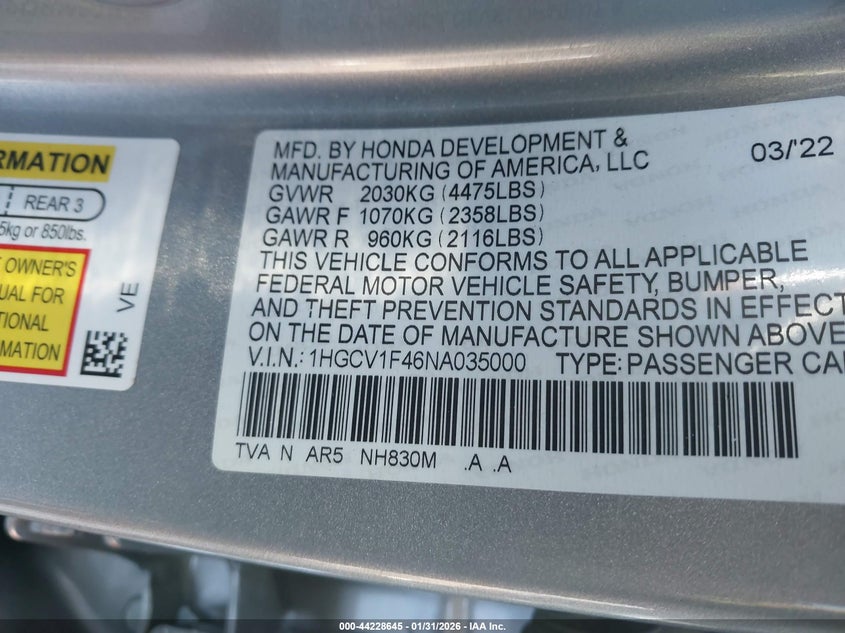 RMATION
REAR 3
5kg or 850lbs.
T OWNER'S
UAL FOR
TIONAL
RMATION
VE
MFD. BY HONDA DEVELOPMENT &
MANUFACTURING OF AMERICA, LLC 03/'22
GVWR 2030KG (4475LBS)
GAWR F 1070KG (2358LBS)
GAWR R 960KG (2116LBS)
THIS VEHICLE CONFORMS TO ALL APPLICABLE
FEDERAL MOTOR VEHICLE SAFETY, BUMPER,
AND THEFT PREVENTION STANDARDS IN EFFECT
ON THE DATE OF MANUFACTURE SHOWN ABOVE.
V.I.N.: 1HGCV1F46NA035000 TYPE: PASSENGER CA
TVA N AR5 NH830M .A .A
000-44228645 - 01/31/2026 - IAA Inc.